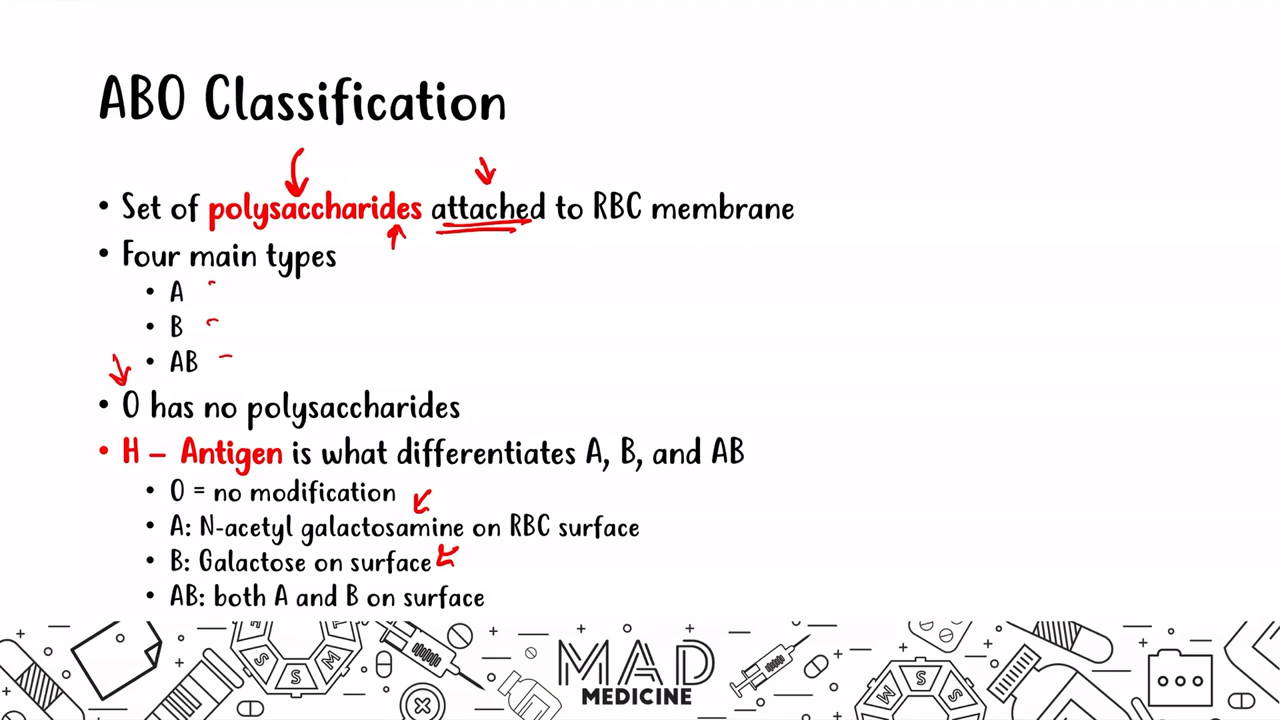 ABO Classification
• Set of polysaccharides attached to RBC membrane
• Four main types
• A
• B
• AB
• O has no polysaccharides
• H – Antigen is what differentiates A, B, and AB
• O = no modification
• A: N-acetyl galactosamine on RBC surface
• B: Galactose on surface
• AB: both A and B on surface
S
S
M
MAD
MEDICINE
M
S
S